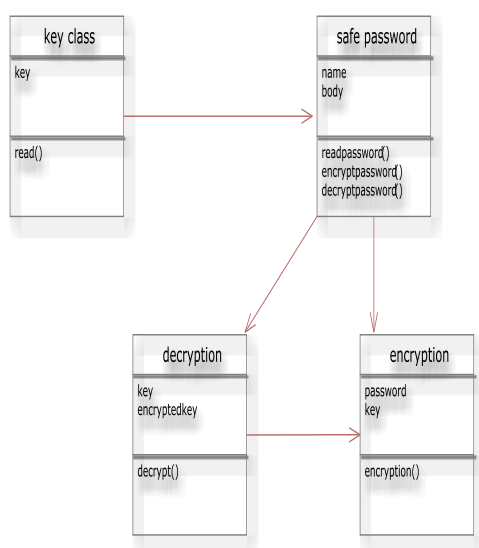 key class
key
read()
safe password
name
body
readpassword()
encryptpassword()
decryptpassword()
decryption
key
encryptedkey
decrypt()
encryption
password
key
encryption()